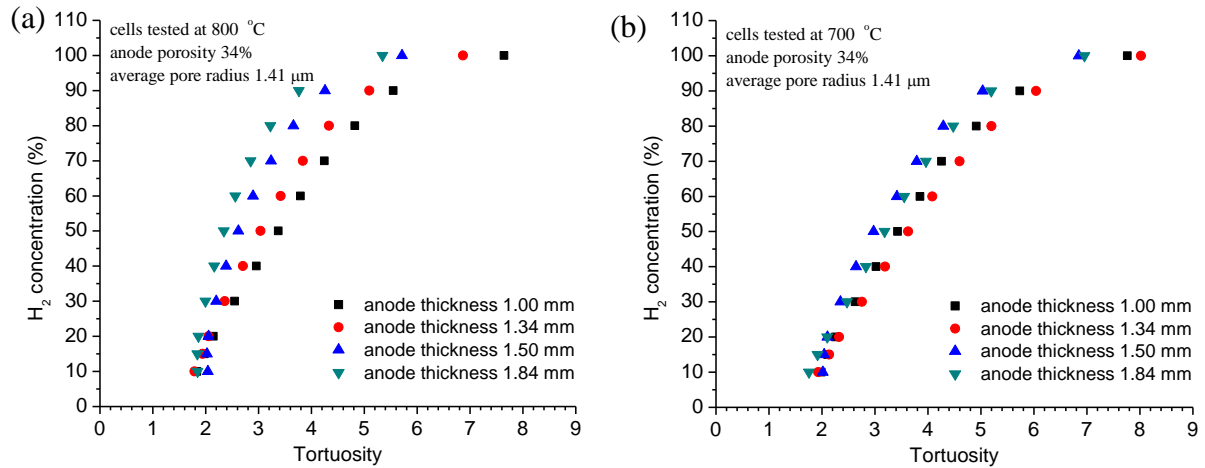 (a)
cells tested at 800 °C
anode porosity 34%
average pore radius 1.41 μm
110
100
90
80
70
60
50
40
30
20
10
0
H2 concentration (%)
anode thickness 1.00 mm
anode thickness 1.34 mm
anode thickness 1.50 mm
anode thickness 1.84 mm
0 1 2 3 4 5 6 7 8 9
Tortuosity
(b)
cells tested at 700 °C
anode porosity 34%
average pore radius 1.41 μm
110
100
90
80
70
60
50
40
30
20
10
0
H2 concentration (%)
anode thickness 1.00 mm
anode thickness 1.34 mm
anode thickness 1.50 mm
anode thickness 1.84 mm
0 1 2 3 4 5 6 7 8 9
Tortuosity